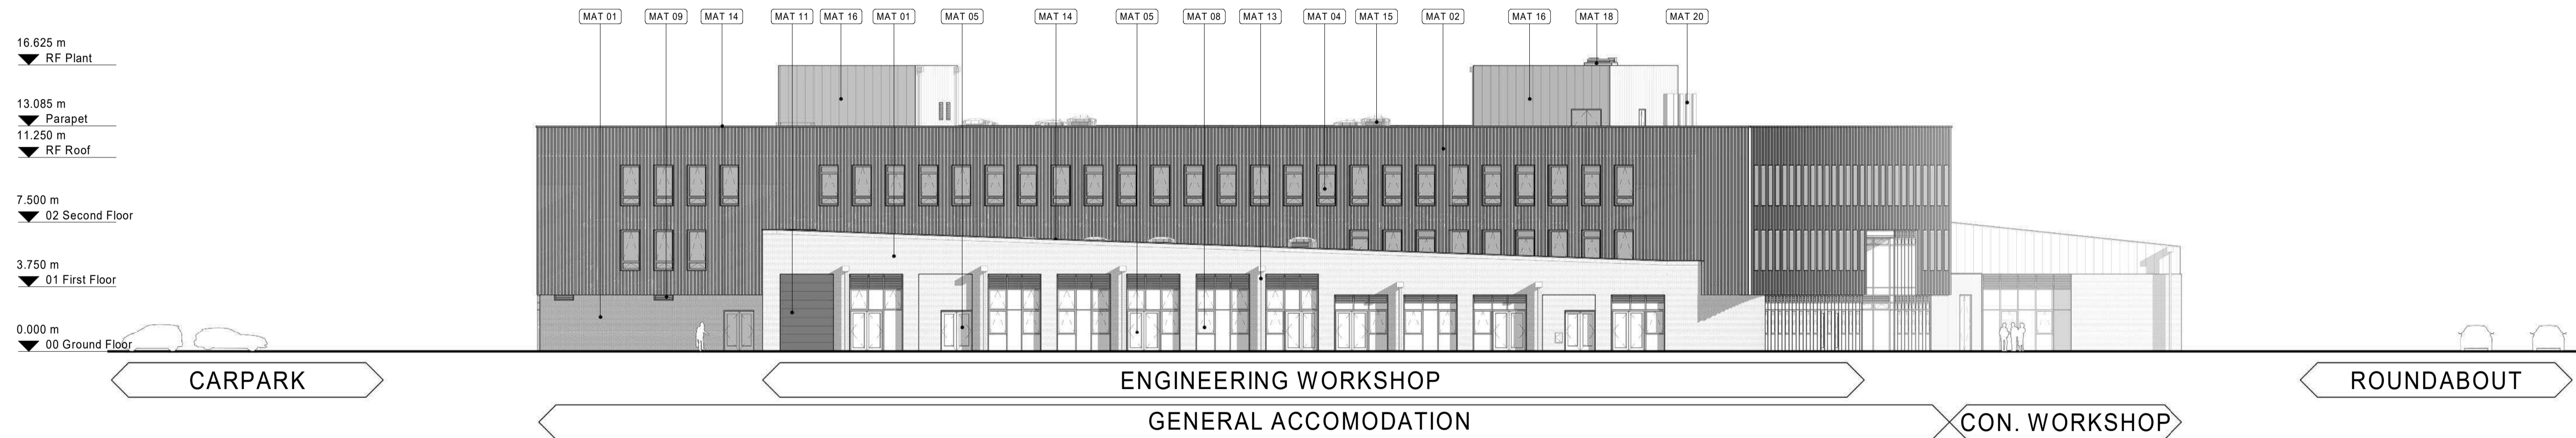 MAT 01 MAT 09 MAT 14 MAT 11 MAT 16 MAT 01 MAT 05 MAT 14 MAT 05 MAT 08 MAT 13 MAT 04 MAT 15 MAT 02 MAT 16 MAT 18 MAT 20
16.625 m
RF Plant
13.085 m
Parapet
11.250 m
RF Roof
7.500 m
02 Second Floor
3.750 m
01 First Floor
0.000 m
00 Ground Floor
CARPARK ENGINEERING WORKSHOP ROUNDABOUT
GENERAL ACCOMODATION CON. WORKSHOP